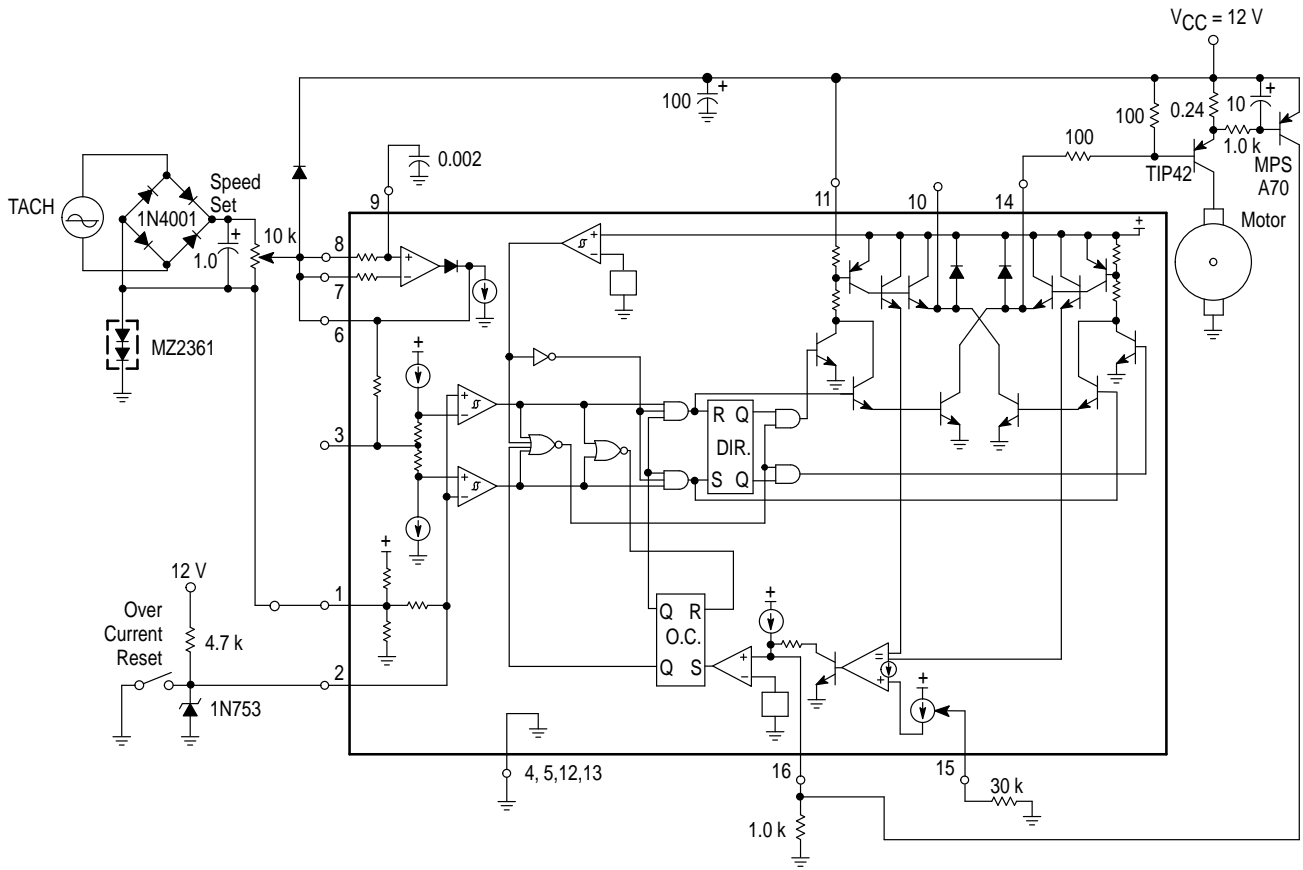 VCC = 12 V
100
+
100
0.24
10
+
100
1.0 k
TIP42
MPS
A70
Motor
0.002
TACH
Speed
Set
1N4001
+
1.0
10 k
MZ2361
9
11
10
14
8
7
6
3
1
2
+
–
+
–
+
+
+
–
+
–
+
+
+
R Q
DIR.
S Q
Q R
O.C.
Q S
+
–
+
=
+
+
12 V
4.7 k
Over
Current
Reset
1N753
4, 5,12,13
16
15
30 k
1.0 k